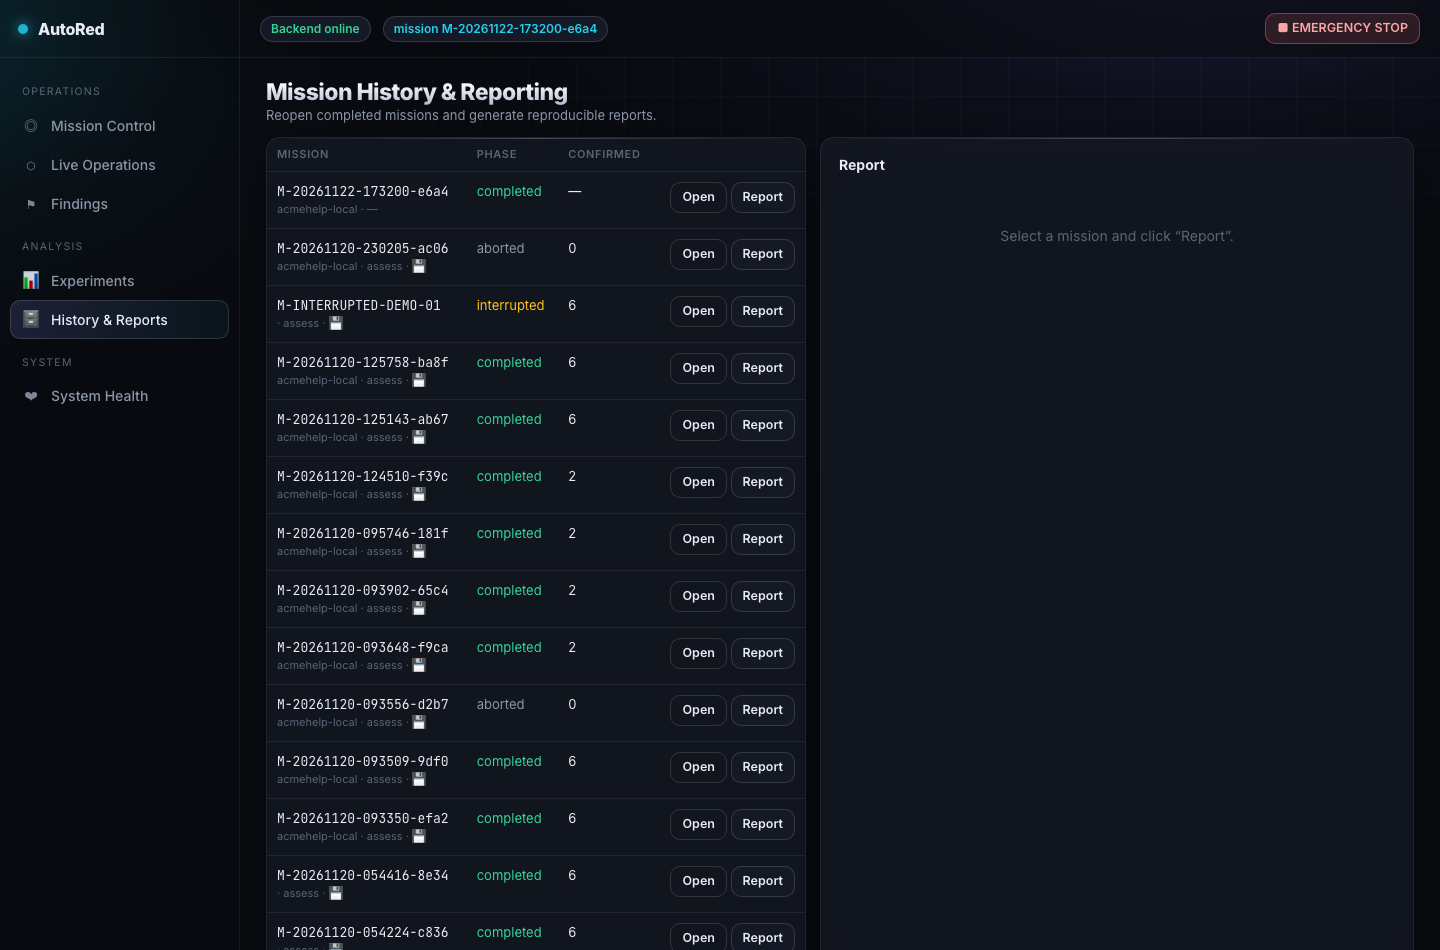 AutoRed
Backend online
mission M-20261122-173200-e6a4
EMERGENCY STOP
OPERATIONS
Mission Control
Live Operations
Findings
ANALYSIS
Experiments
History & Reports
SYSTEM
System Health
Mission History & Reporting
Reopen completed missions and generate reproducible reports.
MISSION PHASE CONFIRMED
M-20261122-173200-e6a4 completed — Open Report
acmehelp-local · —
M-20261120-230205-ac06 aborted 0 Open Report
acmehelp-local · assess · 💾
M-INTERRUPTED-DEMO-01 interrupted 6 Open Report
· assess · 💾
M-20261120-125758-ba8f completed 6 Open Report
acmehelp-local · assess · 💾
M-20261120-125143-ab67 completed 6 Open Report
acmehelp-local · assess · 💾
M-20261120-124510-f39c completed 2 Open Report
acmehelp-local · assess · 💾
M-20261120-095746-181f completed 2 Open Report
acmehelp-local · assess · 💾
M-20261120-093902-65c4 completed 2 Open Report
acmehelp-local · assess · 💾
M-20261120-093648-f9ca completed 2 Open Report
acmehelp-local · assess · 💾
M-20261120-093556-d2b7 aborted 0 Open Report
acmehelp-local · assess · 💾
M-20261120-093509-9df0 completed 6 Open Report
acmehelp-local · assess · 💾
M-20261120-093350-efa2 completed 6 Open Report
acmehelp-local · assess · 💾
M-20261120-054416-8e34 completed 6 Open Report
· assess · 💾
M-20261120-054224-c836 completed 6 Open Report
· assess · 💾
Report
Select a mission and click “Report”.